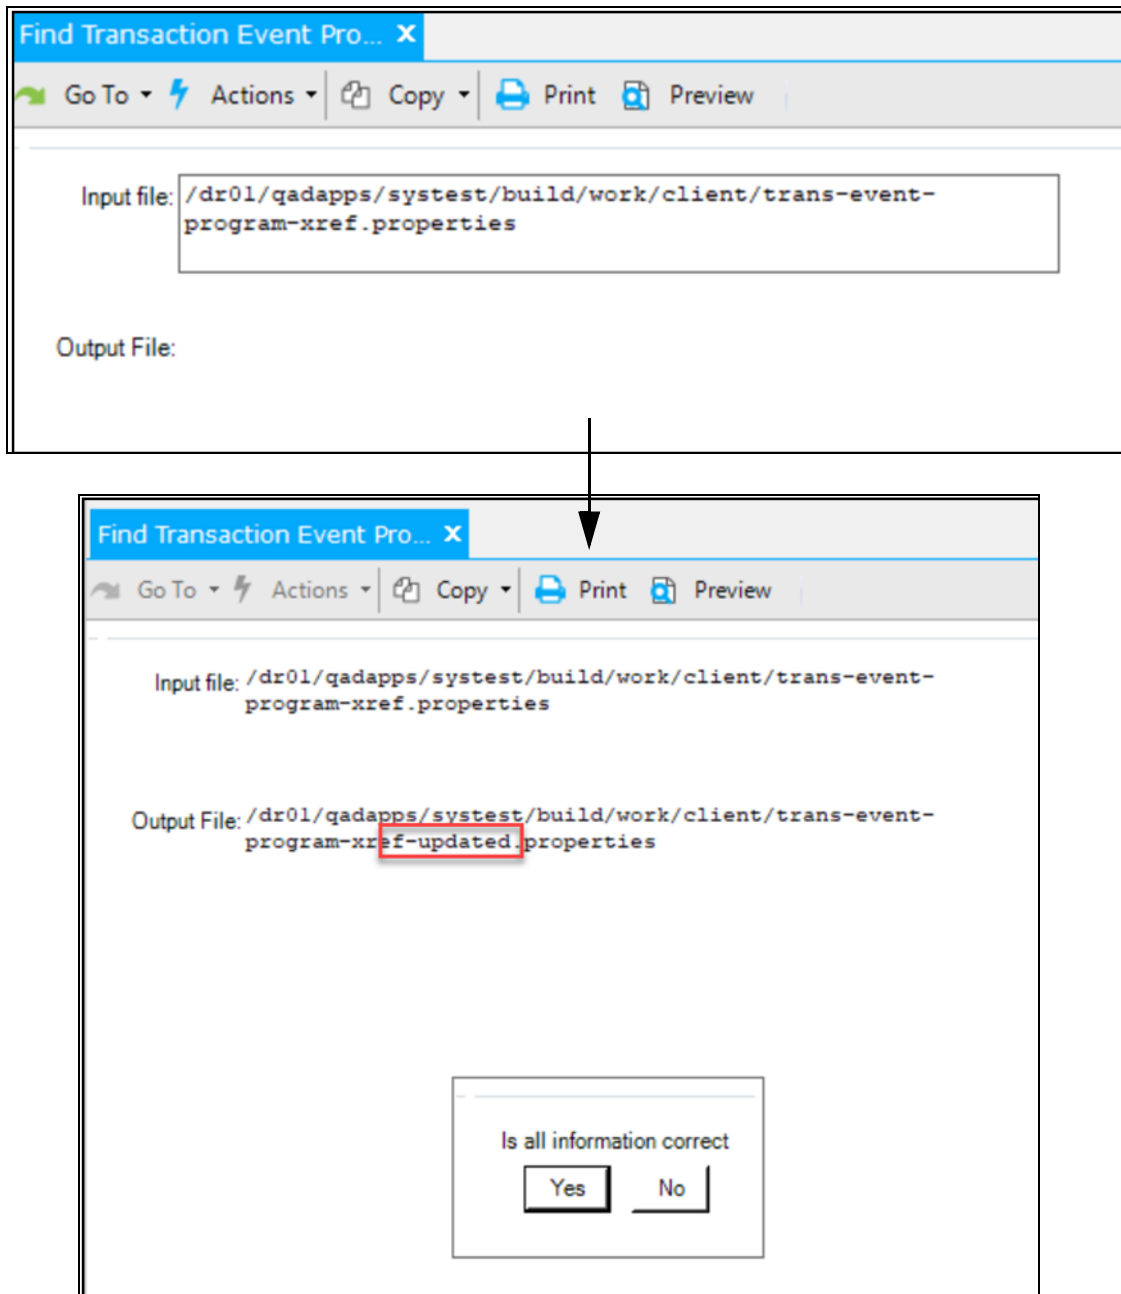 Find Transaction Event Pro... X
Go To Actions Copy Print Preview
Input file: /dr01/qadapps/systest/build/work/client/trans-event-
program-xref.properties
Output File:
Find Transaction Event Pro... X
Go To Actions Copy Print Preview
Input file: /dr01/qadapps/systest/build/work/client/trans-event-
program-xref.properties
Output File: /dr01/qadapps/systest/build/work/client/trans-event-
program-xref-updated.properties
Is all information correct
Yes No